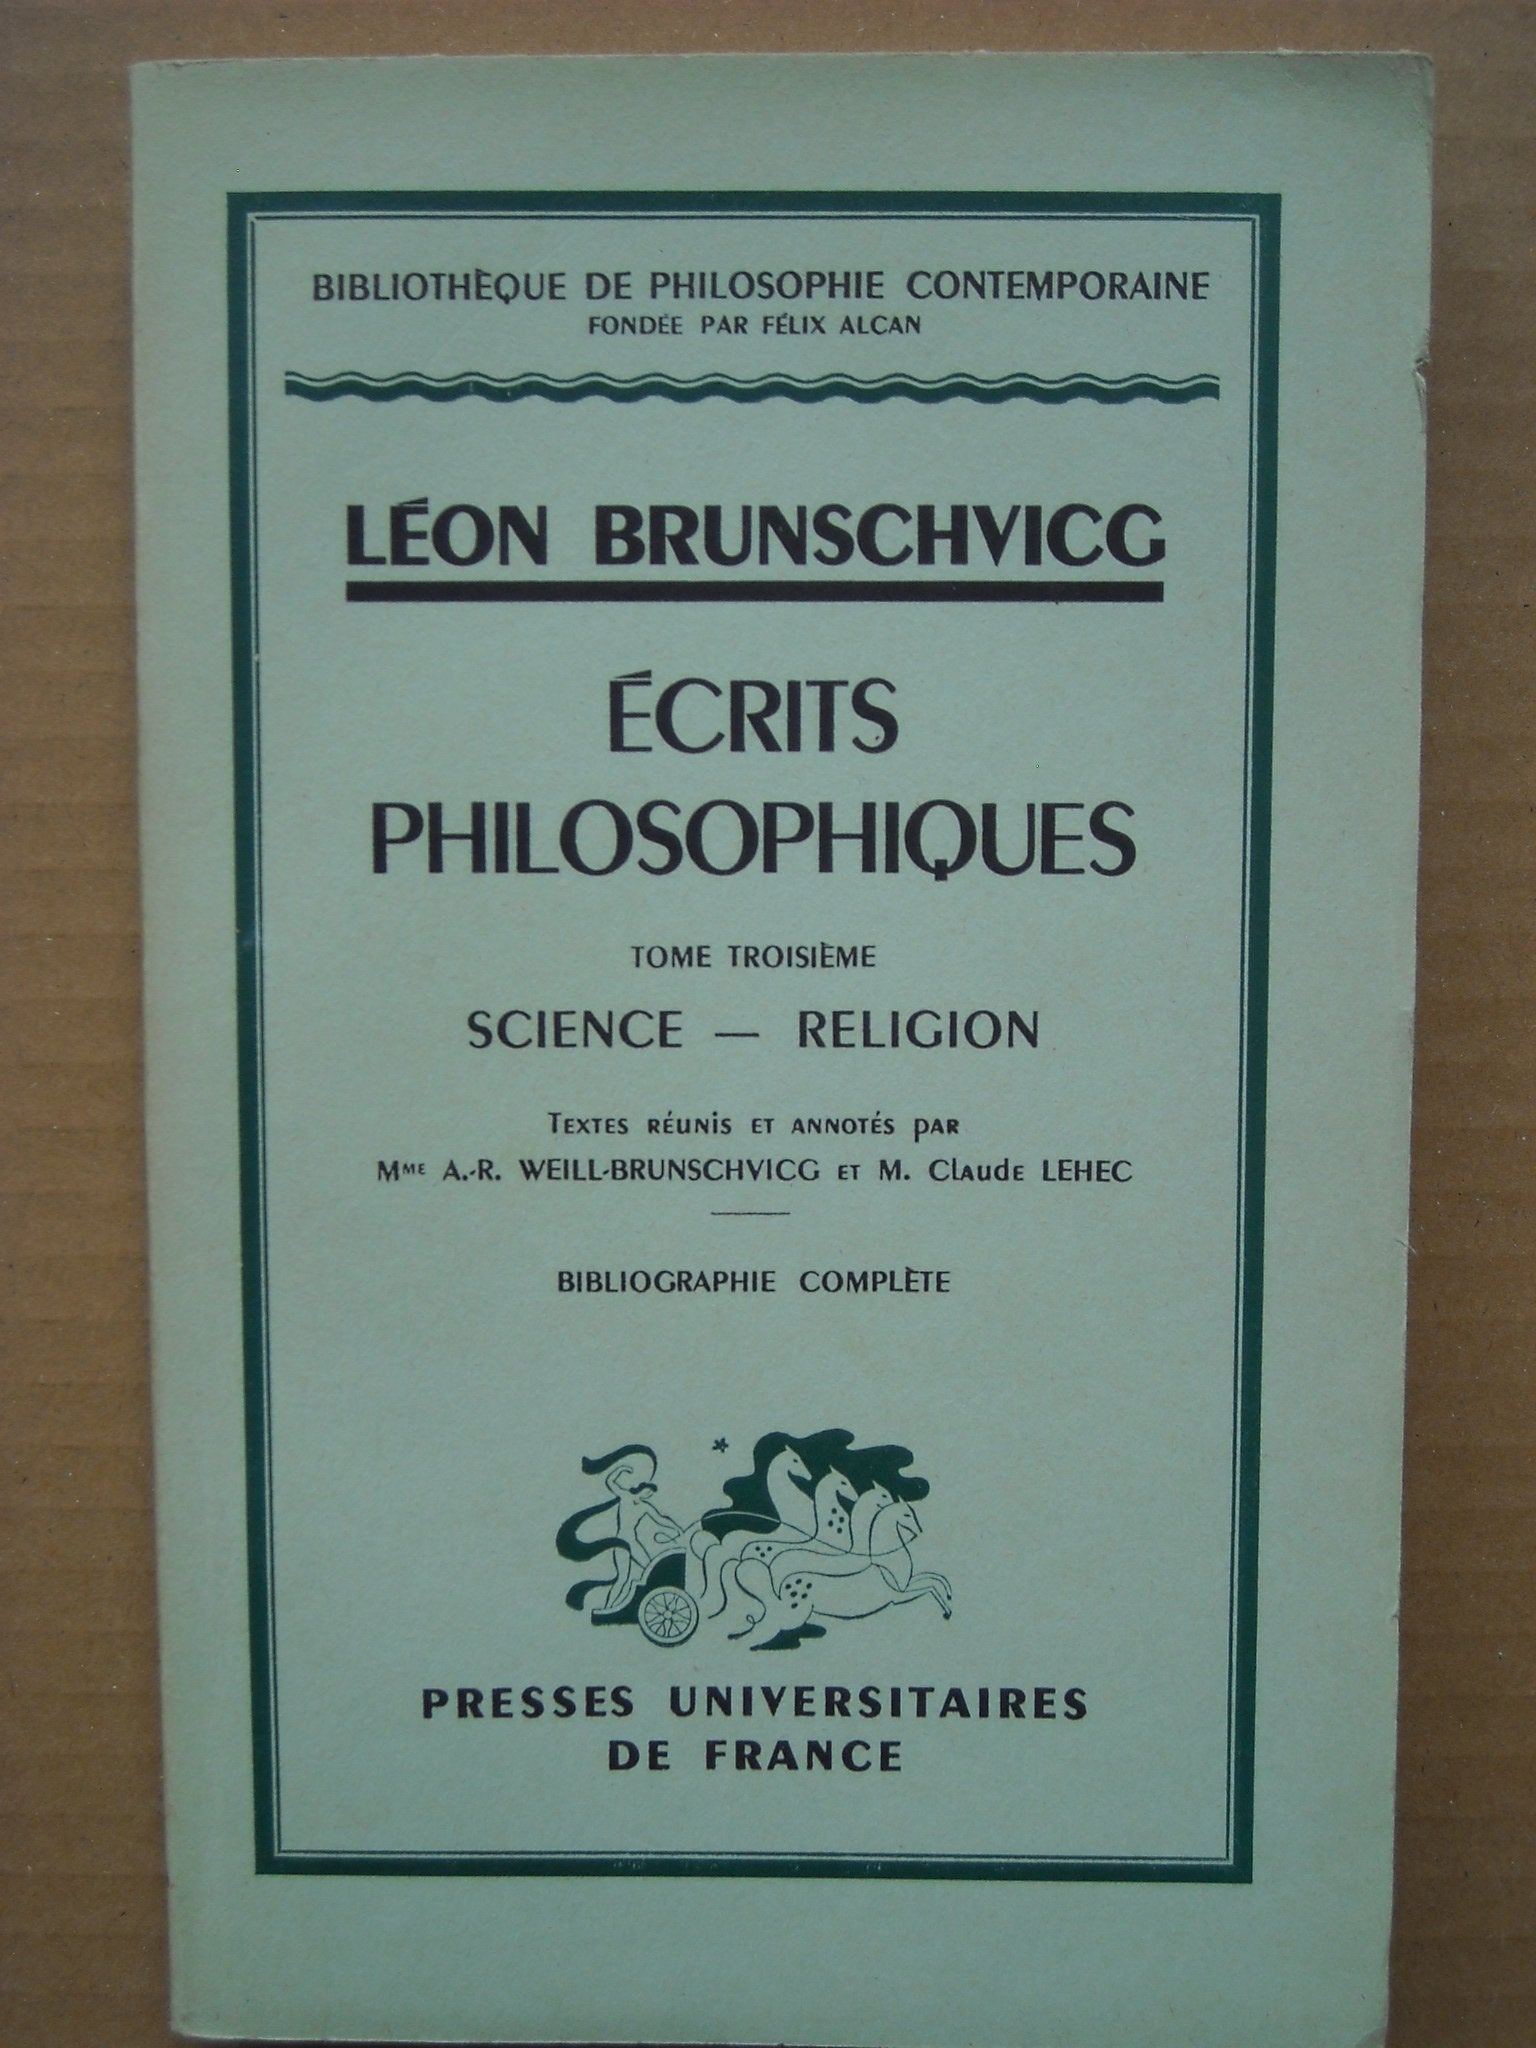 BIBLIOTHÈQUE DE PHILOSOPHIE CONTEMPORAINE
FONDÉE PAR FÉLIX ALCAN
LÉON BRUNSCHVICG
ÉCRITS
PHILOSOPHIQUES
TOME TROISIÈME
SCIENCE — RELIGION
TEXTES RÉUNIS ET ANNOTÉS PAR
MME A.-R. WEILL-BRUNSCHVICG ET M. CLAUDE LEHEC
BIBLIOGRAPHIE COMPLÈTE
PRESSES UNIVERSITAIRES
DE FRANCE